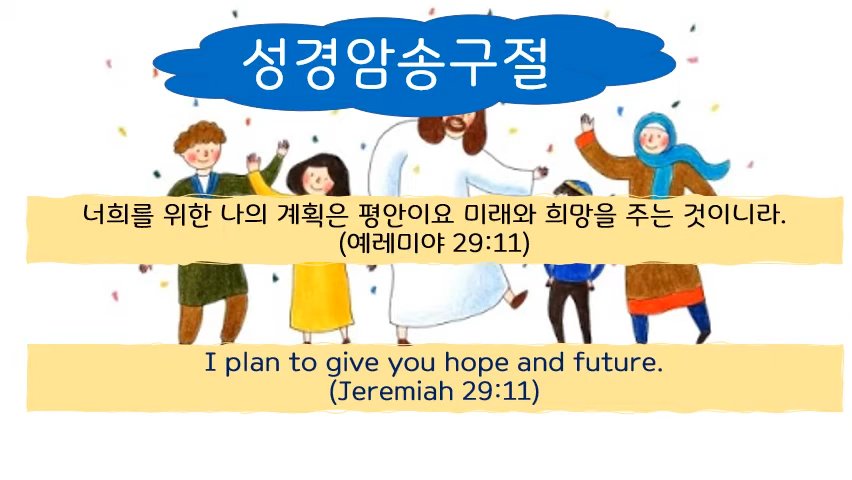 성경암송구절
너희를 위한 나의 계획은 평안이요 미래와 희망을 주는 것이니라.
(예레미야 29:11)
I plan to give you hope and future.
(Jeremiah 29:11)